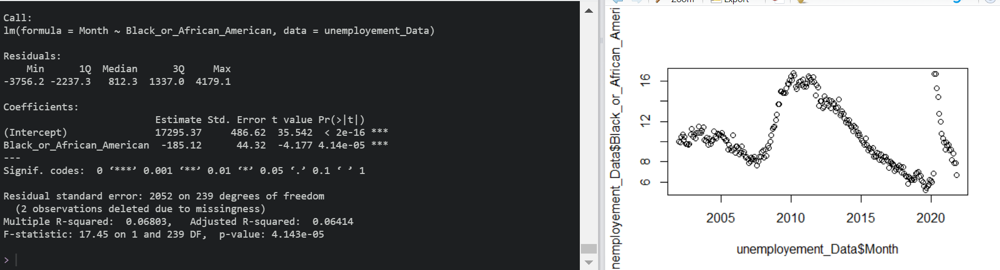 Call:
lm(formula = Month ~ Black_or_African_American, data = unemployement_Data)
Residuals:
Min 1Q Median 3Q Max
-3756.2 -2237.3 812.3 1337.0 4179.1
Coefficients:
Estimate Std. Error t value Pr(>|t|)
(Intercept) 17295.37 486.62 35.542 < 2e-16 ***
Black_or_African_American -185.12 44.32 -4.177 4.14e-05 ***
---
Signif. codes: 0 ‘***’ 0.001 ‘**’ 0.01 ‘*’ 0.05 ‘.’ 0.1 ‘ ’ 1
Residual standard error: 2052 on 239 degrees of freedom
(2 observations deleted due to missingness)
Multiple R-squared: 0.06803, Adjusted R-squared: 0.06414
F-statistic: 17.45 on 1 and 239 DF, p-value: 4.143e-05
>
Zoom Export
nemployement_Data$Black_or_African_Ameri
16
12
8
6
2005 2010 2015 2020
unemployement_Data$Month